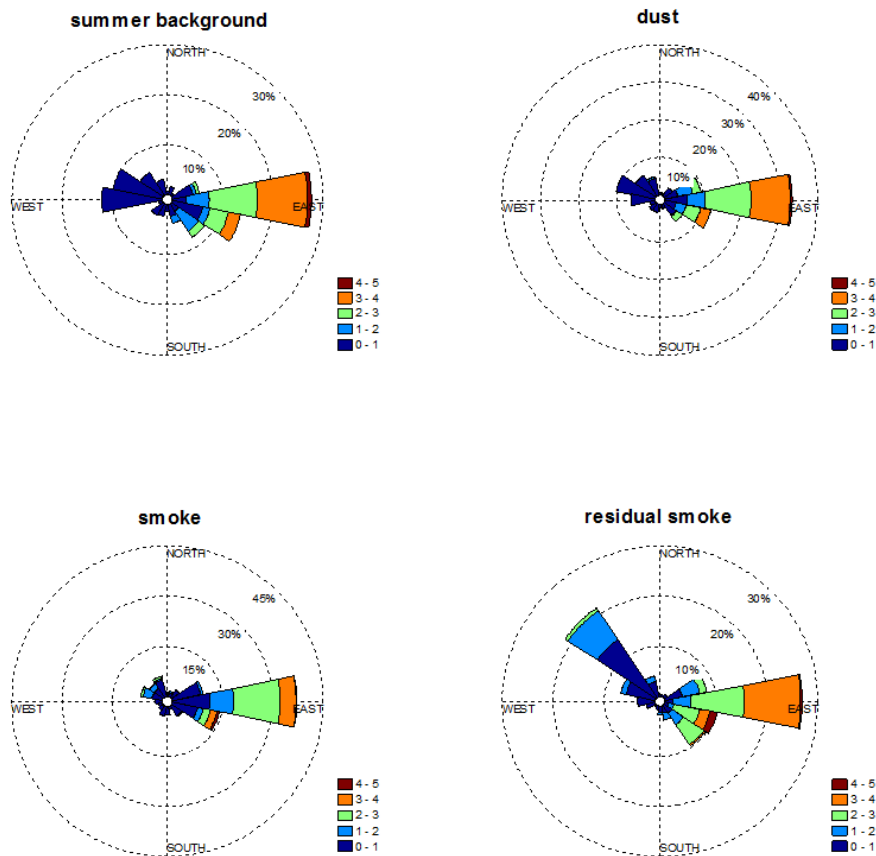 summer background
NORTH
30%
20%
10%
WEST
EAST
SOUTH
4 - 5
3 - 4
2 - 3
1 - 2
0 - 1
dust
NORTH
40%
30%
20%
10%
WEST
EAST
SOUTH
4 - 5
3 - 4
2 - 3
1 - 2
0 - 1
smoke
NORTH
45%
30%
15%
WEST
EAST
SOUTH
4 - 5
3 - 4
2 - 3
1 - 2
0 - 1
residual smoke
NORTH
30%
20%
10%
WEST
EAST
SOUTH
4 - 5
3 - 4
2 - 3
1 - 2
0 - 1